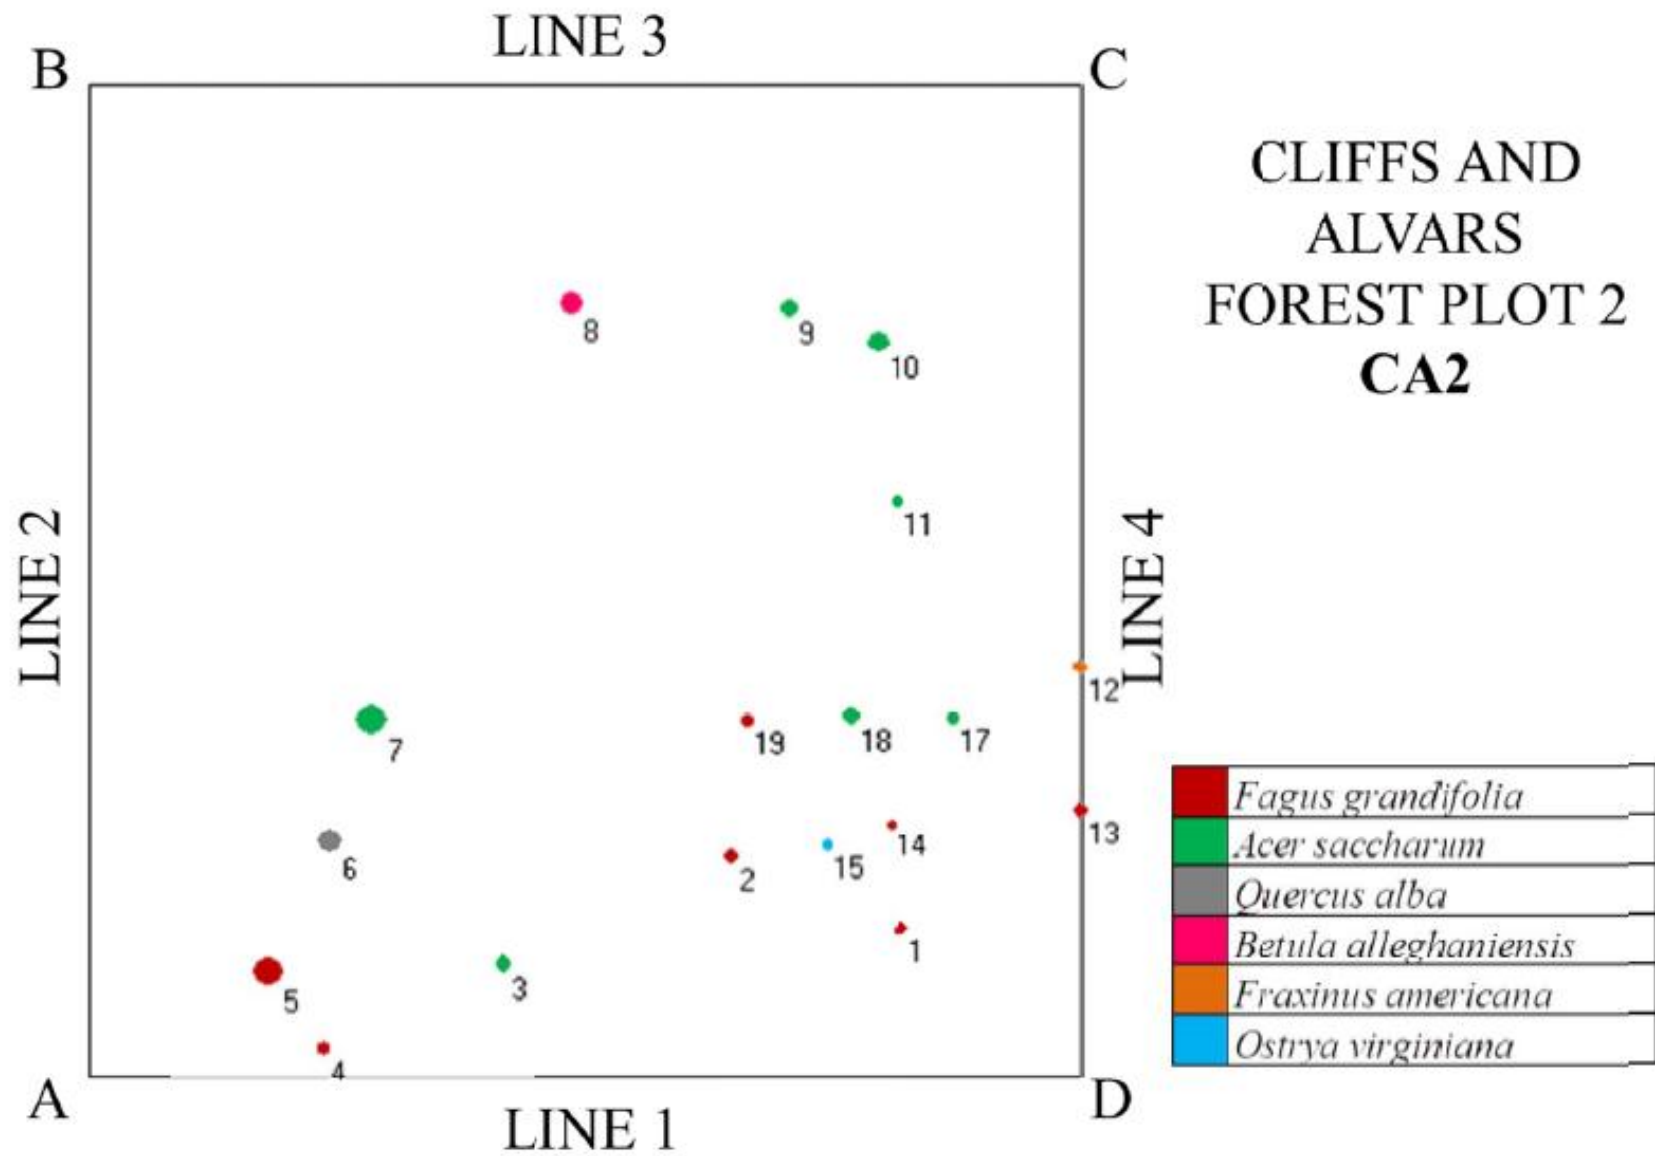 LINE 3
B
C
CLIFFS AND
ALVARS
FOREST PLOT 2
CA2
8
9
10
11
LINE 2
LINE 4
12
7
19
18
17
Fagus grandifolia
13
Acer saccharum
14
6
2
15
Quercus alba
1
Betula alleghaniensis
5
3
Fraxinus americana
4
Ostrya virginiana
A
D
LINE 1